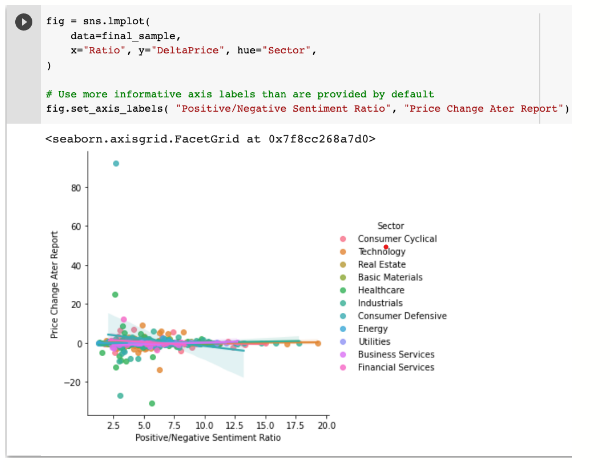 fig = sns.lmplot(
data=final_sample,
x="Ratio", y="DeltaPrice", hue="Sector",
)
# Use more informative axis labels than are provided by default
fig.set_axis_labels( "Positive/Negative Sentiment Ratio", "Price Change Ater Report")
<seaborn.axisgrid.FacetGrid at 0x7f8cc268a7d0>
Price Change Ater Report
80
60
40
20
0
−20
2.5 5.0 7.5 10.0 12.5 15.0 17.5 20.0
Positive/Negative Sentiment Ratio
Sector
Consumer Cyclical
Technology
Real Estate
Basic Materials
Healthcare
Industrials
Consumer Defensive
Energy
Utilities
Business Services
Financial Services